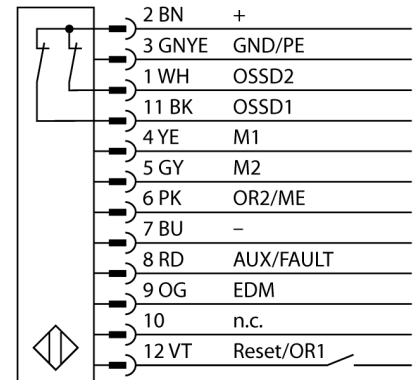 2 BN +
3 GNYE GND/PE
1 WH OSSD2
11 BK OSSD1
4 YE M1
5 GY M2
6 PK OR2/ME
7 BU –
8 RD AUX/FAULT
9 OG EDM
10 n.c.
12 VT Reset/OR1